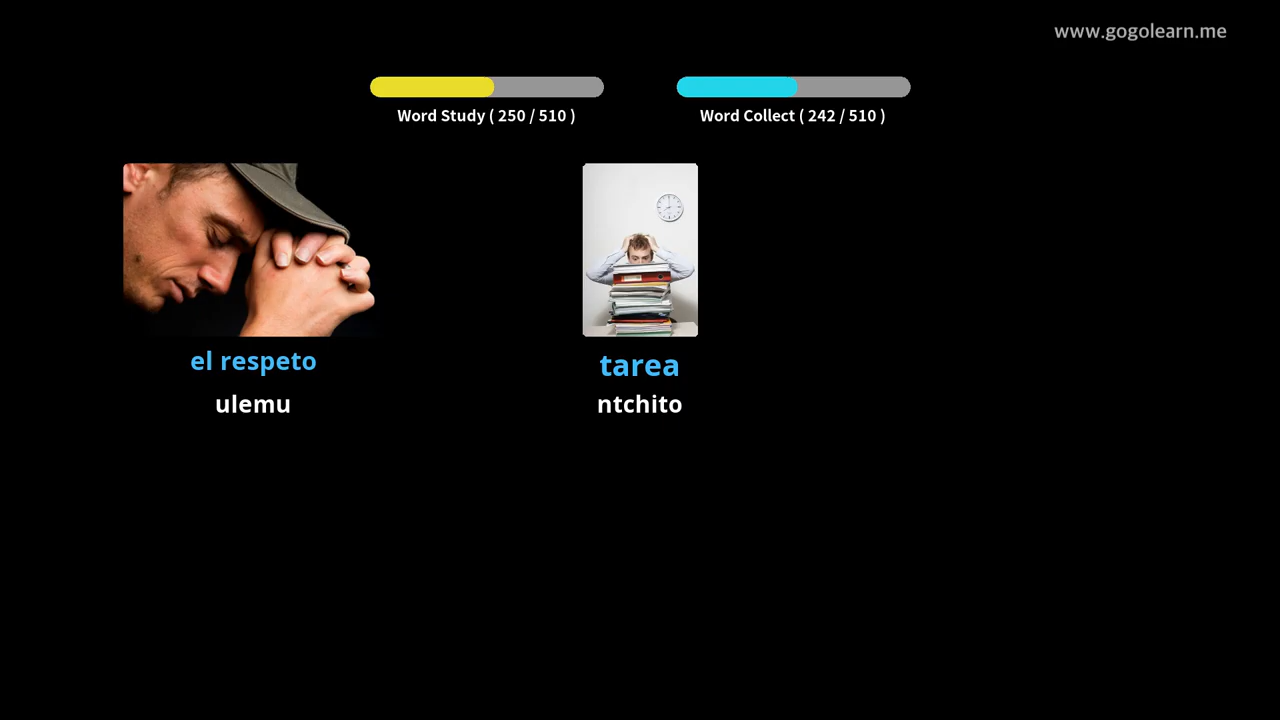 www.gogolearn.me
Word Study ( 250 / 510 )
Word Collect ( 242 / 510 )
el respeto
ulemu
tarea
ntchito